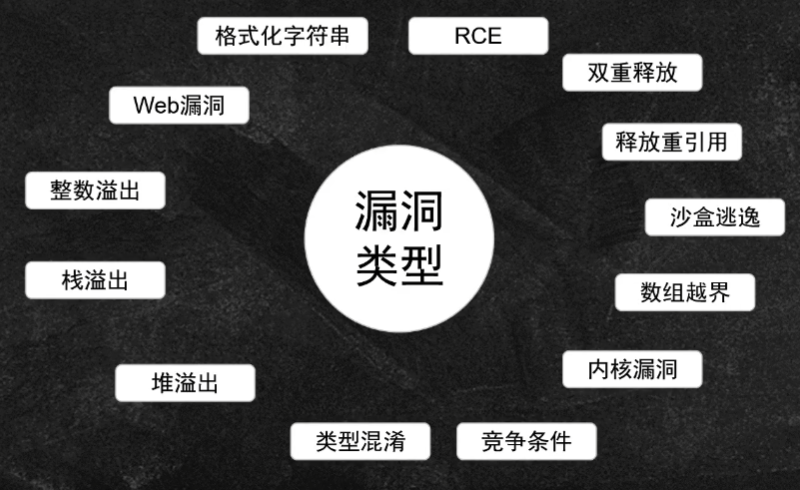 格式化字符串
RCE
双重释放
Web漏洞
释放重引用
整数溢出
漏洞
类型
沙盒逃逸
栈溢出
数组越界
内核漏洞
堆溢出
类型混淆
竞争条件